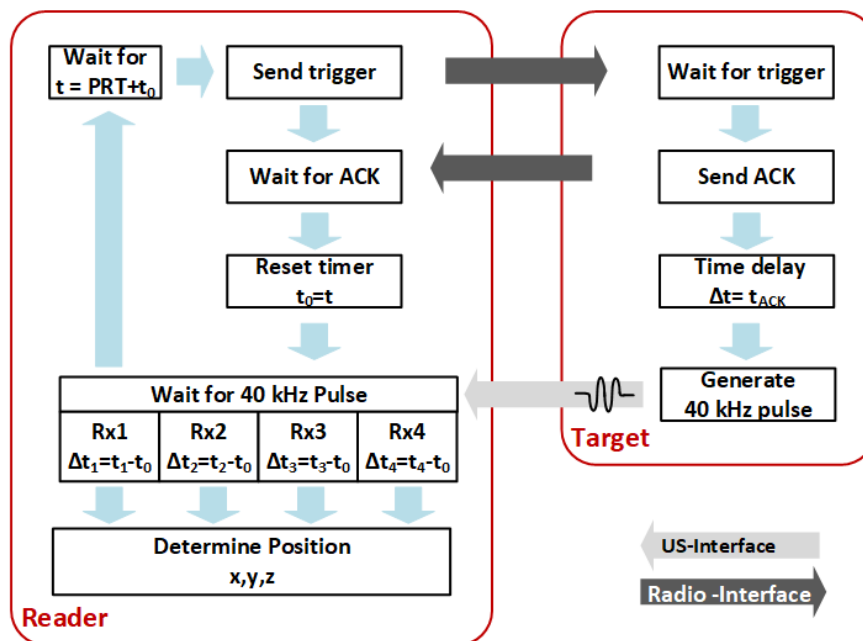 Wait for
t = PRT+t₀
Send trigger
Wait for ACK
Reset timer
t₀=t
Wait for 40 kHz Pulse
Rx1
Δt₁=t₁-t₀
Rx2
Δt₂=t₂-t₀
Rx3
Δt₃=t₃-t₀
Rx4
Δt₄=t₄-t₀
Determine Position
x,y,z
Reader
Wait for trigger
Send ACK
Time delay
Δt= t_ACK
Generate
40 kHz pulse
Target
US-Interface
Radio -Interface